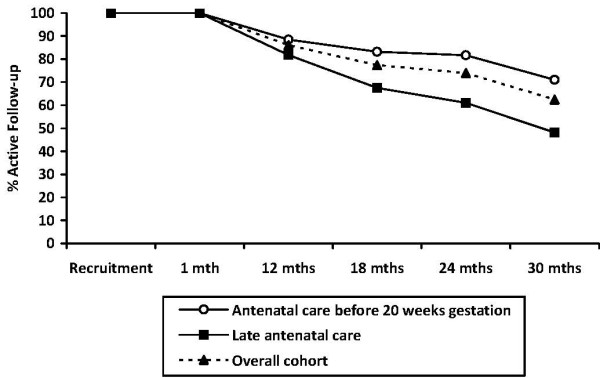 % Active Follow-up
100
90
80
70
60
50
40
30
20
10
0
Recruitment 1 mth 12 mths 18 mths 24 mths 30 mths
Antenatal care before 20 weeks gestation
Late antenatal care
Overall cohort